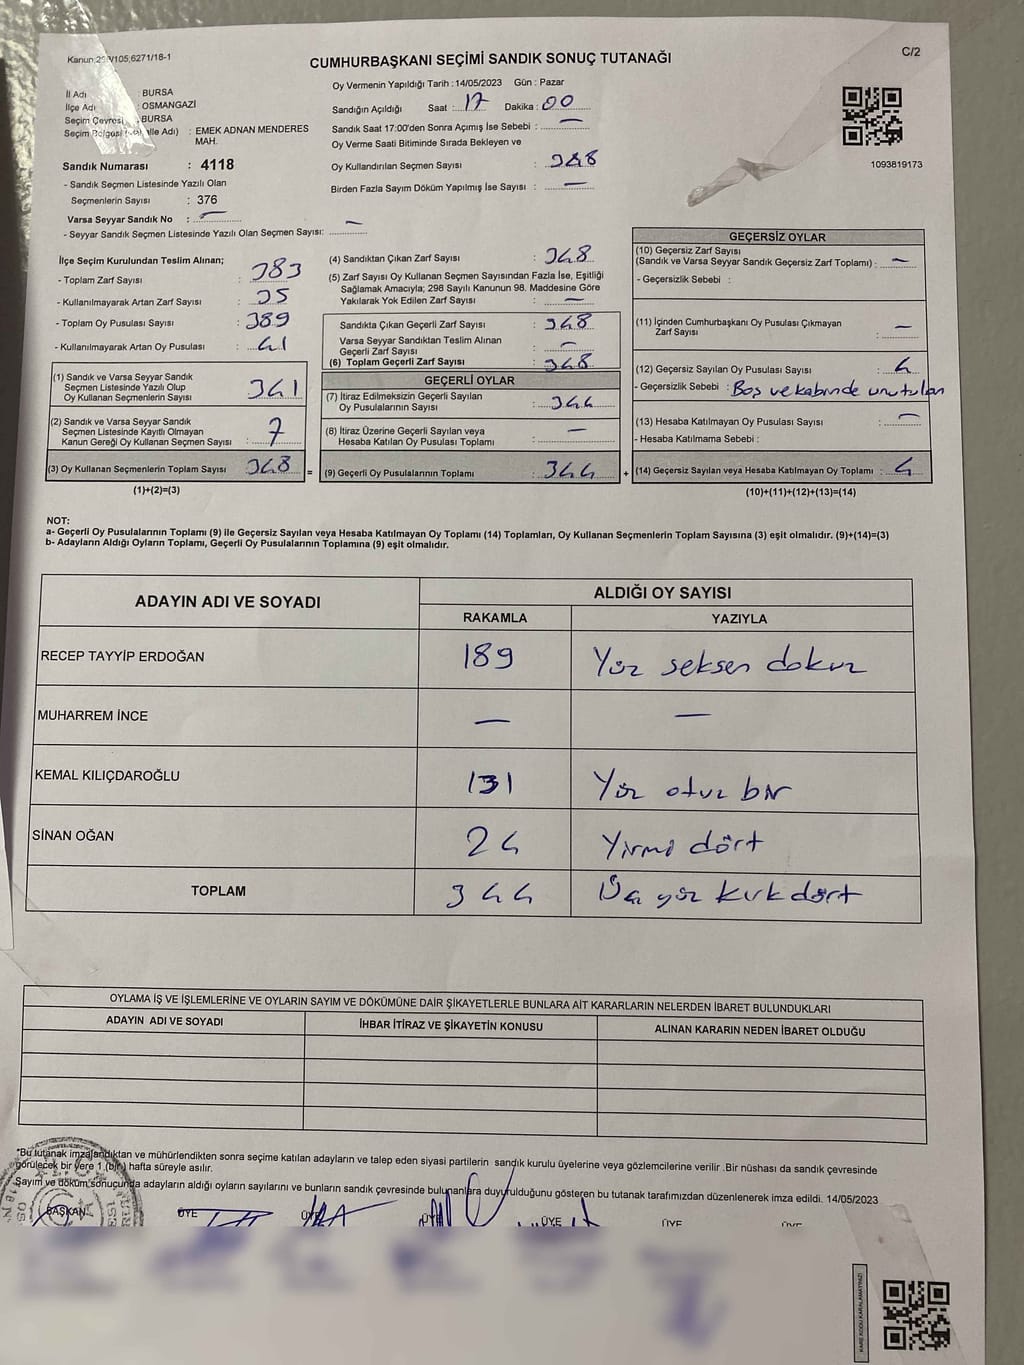 Kanun:298/105;6271/18-1
CUMHURBAŞKANI SEÇİMİ SANDIK SONUÇ TUTANAĞI
C/2
Oy Vermenin Yapıldığı Tarih : 14/05/2023 Gün : Pazar
İl Adı : BURSA
İlçe Adı : OSMANGAZİ
Seçim Çevresi : BURSA
Seçim Bölgesi (Mahalle Adı) : EMEK ADNAN MENDERES MAH.
Sandık Numarası : 4118
- Sandık Seçmen Listesinde Yazılı Olan
Seçmenlerin Sayısı : 376
Varsa Seyyar Sandık No : —
- Seyyar Sandık Seçmen Listesinde Yazılı Olan Seçmen Sayısı: —
Sandığın Açıldığı Saat : 17 Dakika : 00
Sandık Saat 17:00'den Sonra Açımış İse Sebebi : —
Oy Verme Saati Bitiminde Sırada Bekleyen ve
Oy Kullandırılan Seçmen Sayısı : 348
Birden Fazla Sayım Döküm Yapılmış İse Sayısı : —
1093819173
İlçe Seçim Kurulundan Teslim Alınan;
- Toplam Zarf Sayısı : 383
- Kullanılmayarak Artan Zarf Sayısı : 35
- Toplam Oy Pusulası Sayısı : 389
- Kullanılmayarak Artan Oy Pusulası : 41
(1) Sandık ve Varsa Seyyar Sandık
Seçmen Listesinde Yazılı Olup
Oy Kullanan Seçmenlerin Sayısı 341
(2) Sandık ve Varsa Seyyar Sandık
Seçmen Listesinde Kayıtlı Olmayan
Kanun Gereği Oy Kullanan Seçmen Sayısı : 7
(3) Oy Kullanan Seçmenlerin Toplam Sayısı 348
(1)+(2)=(3)
(4) Sandıktan Çıkan Zarf Sayısı : 348
(5) Zarf Sayısı Oy Kullanan Seçmen Sayısından Fazla İse, Eşitliği
Sağlamak Amacıyla; 298 Sayılı Kanunun 98. Maddesine Göre
Yakılarak Yok Edilen Zarf Sayısı : —
Sandıkta Çıkan Geçerli Zarf Sayısı : 348
Varsa Seyyar Sandıktan Teslim Alınan
Geçerli Zarf Sayısı : —
(6) Toplam Geçerli Zarf Sayısı : 348
GEÇERLİ OYLAR
(7) İtiraz Edilmeksizin Geçerli Sayılan
Oy Pusulalarının Sayısı : 344
(8) İtiraz Üzerine Geçerli Sayılan veya
Hesaba Katılan Oy Pusulası Toplamı : —
= (9) Geçerli Oy Pusulalarının Toplamı : 344 +
GEÇERSİZ OYLAR
(10) Geçersiz Zarf Sayısı
(Sandık ve Varsa Seyyar Sandık Geçersiz Zarf Toplamı) : —
- Geçersizlik Sebebi :
(11) İçinden Cumhurbaşkanı Oy Pusulası Çıkmayan
Zarf Sayısı : —
(12) Geçersiz Sayılan Oy Pusulası Sayısı : 4
- Geçersizlik Sebebi : Boş ve kabinde unutulan
(13) Hesaba Katılmayan Oy Pusulası Sayısı : —
- Hesaba Katılmama Sebebi :
(14) Geçersiz Sayılan veya Hesaba Katılmayan Oy Toplamı : 4
(10)+(11)+(12)+(13)=(14)
NOT:
a- Geçerli Oy Pusulalarının Toplamı (9) ile Geçersiz Sayılan veya Hesaba Katılmayan Oy Toplamı (14) Toplamları, Oy Kullanan Seçmenlerin Toplam Sayısına (3) eşit olmalıdır. (9)+(14)=(3)
b- Adayların Aldığı Oyların Toplamı, Geçerli Oy Pusulalarının Toplamına (9) eşit olmalıdır.
ADAYIN ADI VE SOYADI ALDIĞI OY SAYISI
RAKAMLA YAZIYLA
RECEP TAYYİP ERDOĞAN 189 Yüz seksen dokuz
MUHARREM İNCE — —
KEMAL KILIÇDAROĞLU 131 Yüz otuz bir
SİNAN OĞAN 24 Yirmi dört
TOPLAM 344 Üç yüz kırk dört
OYLAMA İŞ VE İŞLEMLERİNE VE OYLARIN SAYIM VE DÖKÜMÜNE DAİR ŞİKAYETLERLE BUNLARA AİT KARARLARIN NELERDEN İBARET BULUNDUKLARI
ADAYIN ADI VE SOYADI İHBAR İTİRAZ VE ŞİKAYETİN KONUSU ALINAN KARARIN NEDEN İBARET OLDUĞU
*Bu tutanak imzalandıktan ve mühürlendikten sonra seçime katılan adayların ve talep eden siyasi partilerin sandık kurulu üyelerine veya gözlemcilerine verilir .Bir nüshası da sandık çevresinde
görülecek bir yere 1 (bir) hafta süreyle asılır.
Sayım ve döküm sonucunda adayların aldığı oyların sayılarını ve bunların sandık çevresinde bulunanlara duyurulduğunu gösteren bu tutanak tarafımızdan düzenlenerek imza edildi. 14/05/2023
BAŞKAN ÜYE ÜYE ÜYE ÜYE ÜYE ÜYE
KARE KODU KARALAMAYINIZ!